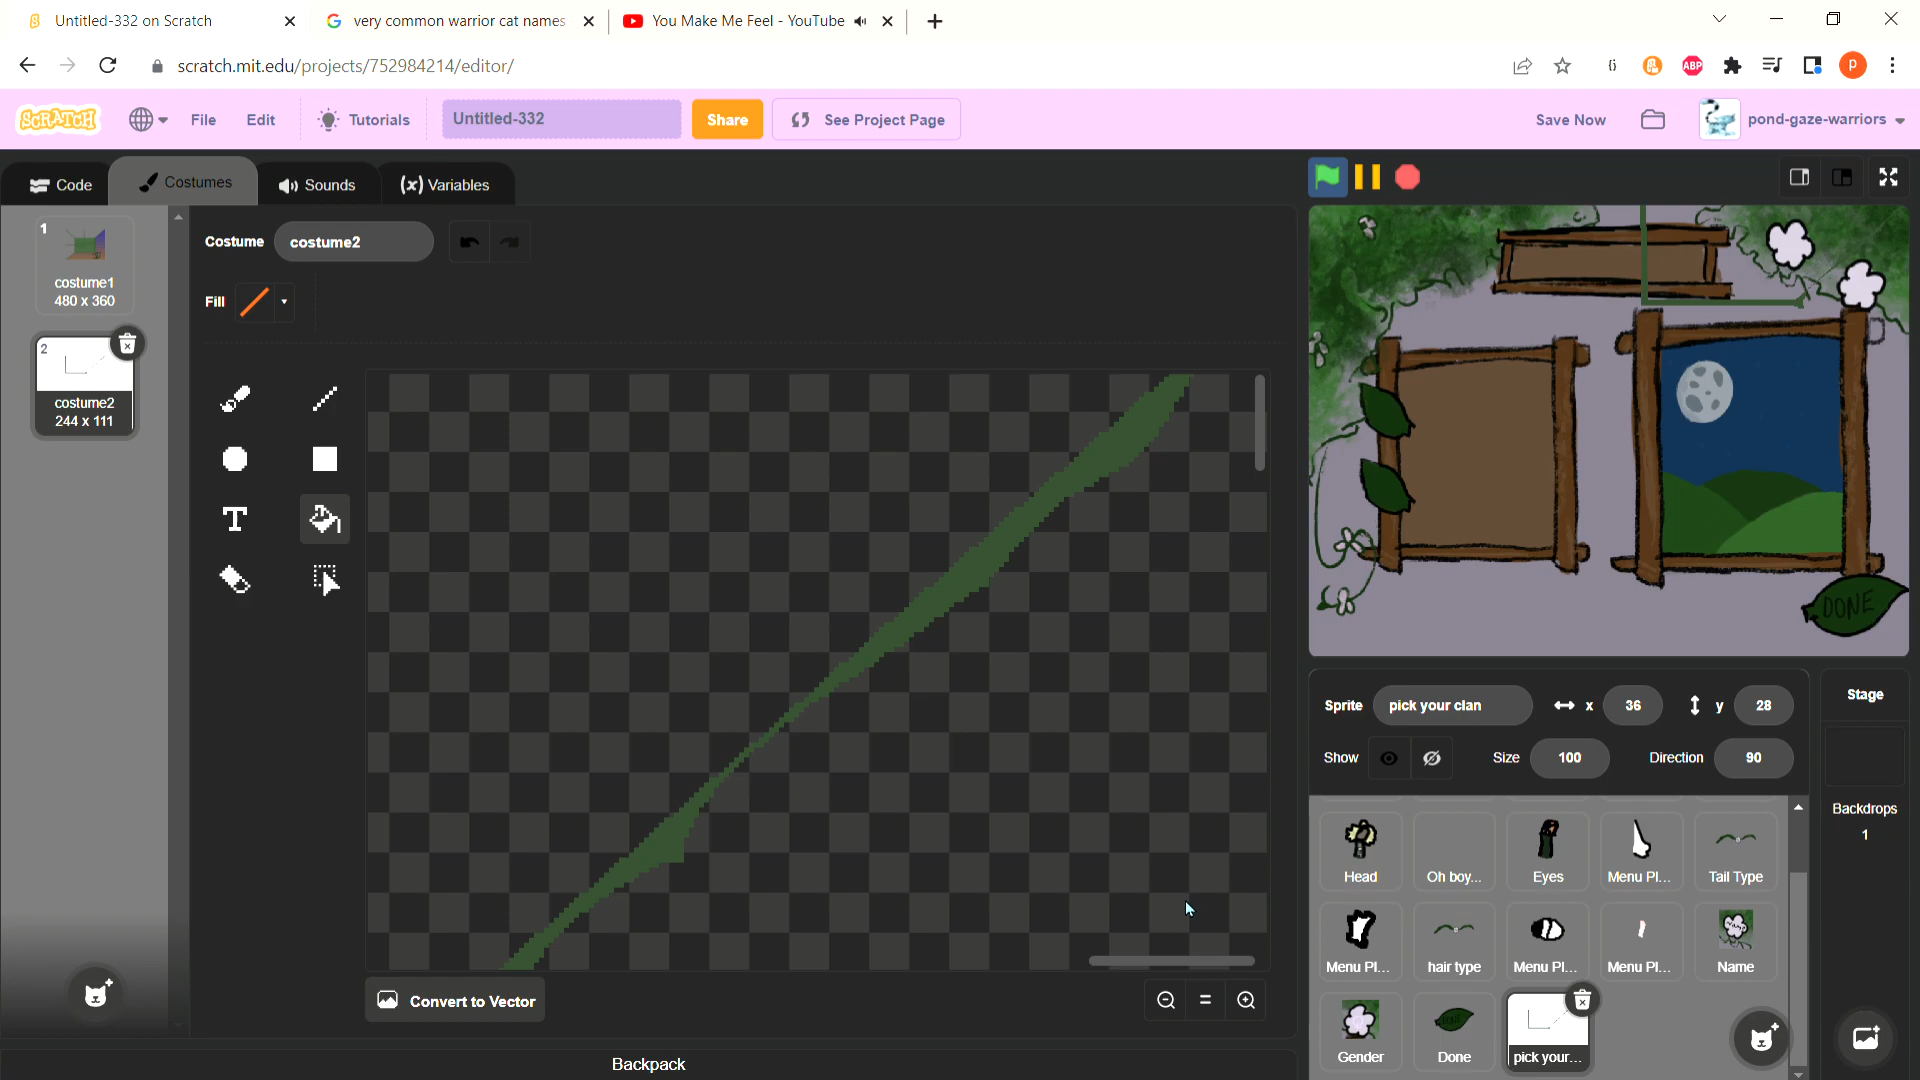 Untitled-332 on Scratch
very common warrior cat names
You Make Me Feel - YouTube
scratch.mit.edu/projects/752984214/editor/
ABP
p
SCRATCH
File
Edit
Tutorials
Untitled-332
Share
See Project Page
Save Now
pond-gaze-warriors
Code
Costumes
Sounds
(x) Variables
1
costume1
480 x 360
2
costume2
244 x 111
Costume
costume2
Fill
T
Convert to Vector
Backpack
DONE
Sprite
pick your clan
x
36
y
28
Show
Size
100
Direction
90
Stage
Backdrops
1
Head
Oh boy...
Eyes
Menu Pl...
Tail Type
Menu Pl...
hair type
Menu Pl...
Menu Pl...
Name
Gender
Done
pick your...